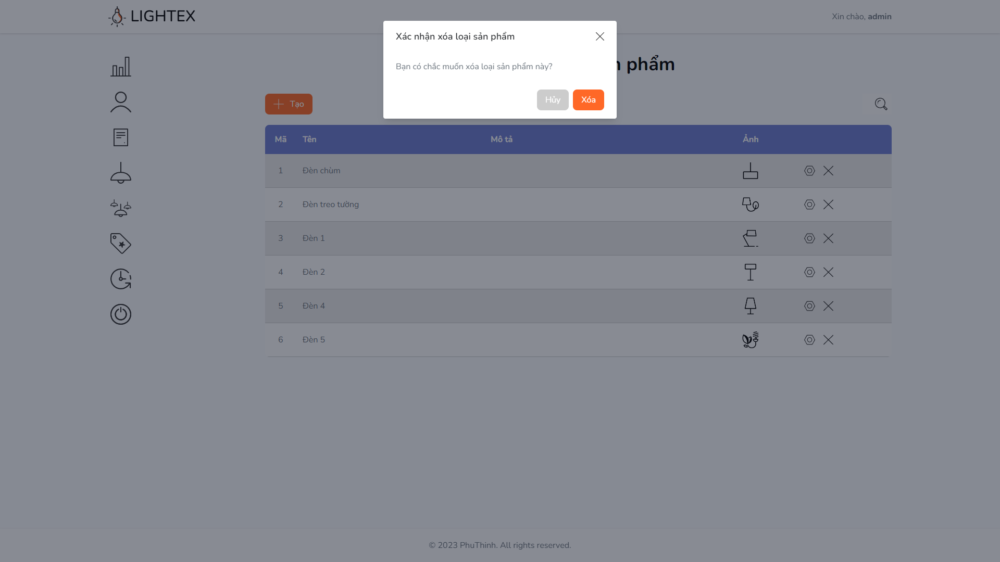 LIGHTEX
Xin chào, admin
Xác nhận xóa loại sản phẩm
Bạn có chắc muốn xóa loại sản phẩm này?
Hủy
Xóa
phẩm
Tạo
Mã Tên Mô tả Ảnh
1 Đèn chùm
2 Đèn treo tường
3 Đèn 1
4 Đèn 2
5 Đèn 4
6 Đèn 5
© 2023 PhuThinh. All rights reserved.